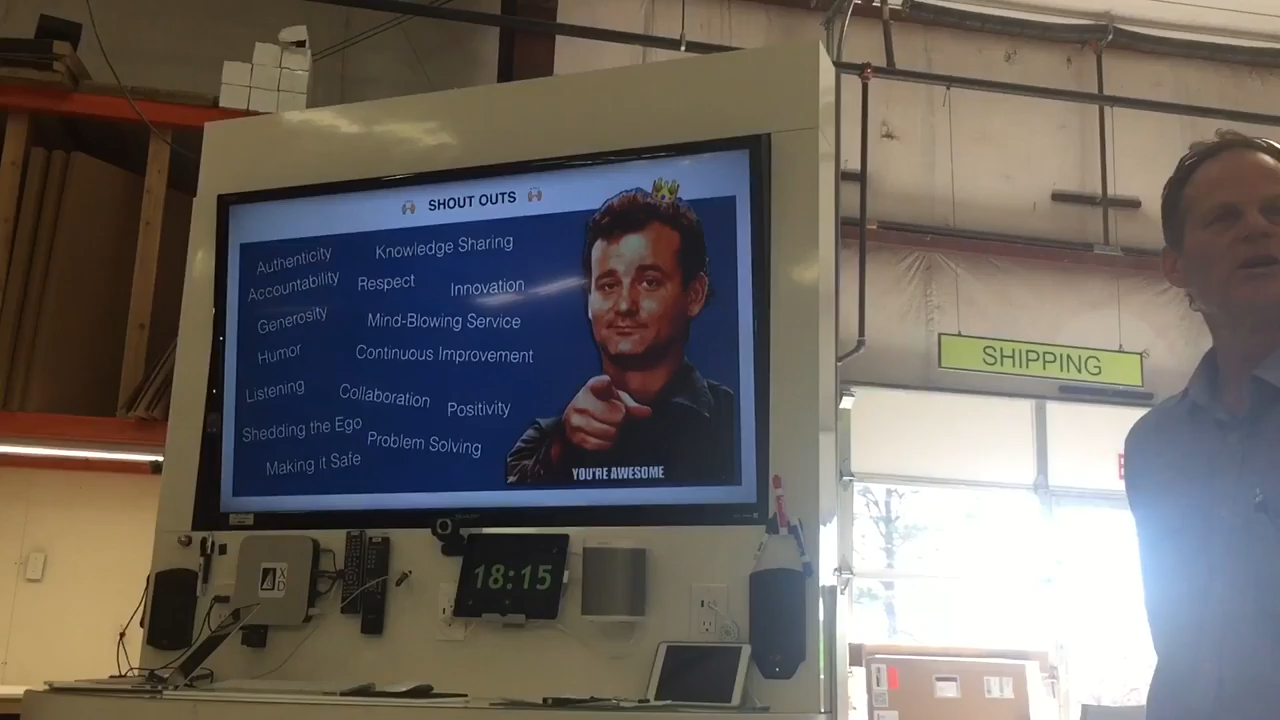 SHOUT OUTS
Authenticity
Knowledge Sharing
Accountability
Respect
Innovation
Generosity
Mind-Blowing Service
Humor
Continuous Improvement
Listening
Collaboration
Positivity
Shedding the Ego
Problem Solving
Making it Safe
YOU'RE AWESOME
SHIPPING
18:15
XD